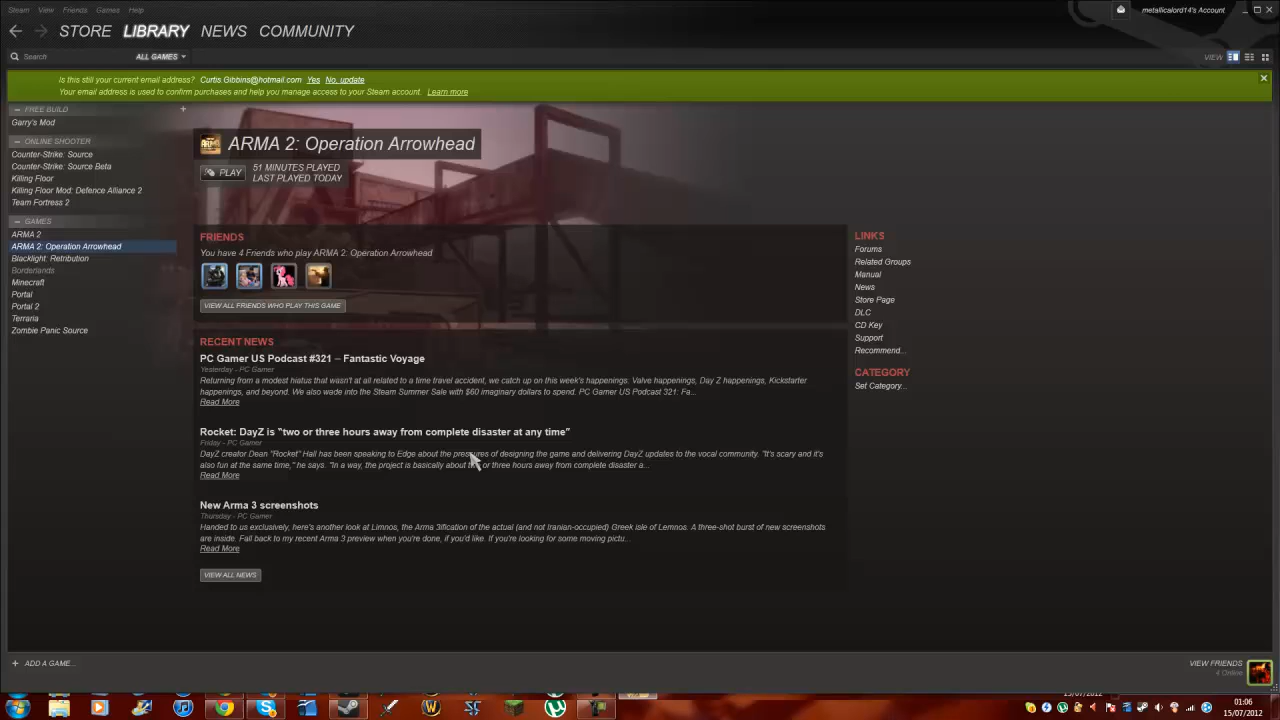 Steam View Friends Games Help
metallicalord14's Account
STORE LIBRARY NEWS COMMUNITY
Search
ALL GAMES
VIEW
Is this still your current email address? Curtis.Gibbins@hotmail.com Yes No, update
Your email address is used to confirm purchases and help you manage access to your Steam account. Learn more
– FREE BUILD +
Garry's Mod
– ONLINE SHOOTER
Counter-Strike: Source
Counter-Strike: Source Beta
Killing Floor
Killing Floor Mod: Defence Alliance 2
Team Fortress 2
– GAMES
ARMA 2
ARMA 2: Operation Arrowhead
Blacklight: Retribution
Borderlands
Minecraft
Portal
Portal 2
Terraria
Zombie Panic Source
ARMA 2: Operation Arrowhead
PLAY
51 MINUTES PLAYED
LAST PLAYED TODAY
FRIENDS
You have 4 Friends who play ARMA 2: Operation Arrowhead
VIEW ALL FRIENDS WHO PLAY THIS GAME
RECENT NEWS
PC Gamer US Podcast #321 – Fantastic Voyage
Yesterday - PC Gamer
Returning from a modest hiatus that wasn't at all related to a time travel accident, we catch up on this week's happenings: Valve happenings, Day Z happenings, Kickstarter
happenings, and beyond. We also wade into the Steam Summer Sale with $60 imaginary dollars to spend. PC Gamer US Podcast 321: Fa...
Read More
Rocket: DayZ is "two or three hours away from complete disaster at any time"
Friday - PC Gamer
DayZ creator Dean "Rocket" Hall has been speaking to Edge about the pressures of designing the game and delivering DayZ updates to the vocal community. "It's scary and it's
also fun at the same time," he says. "In a way, the project is basically about two or three hours away from complete disaster a...
Read More
New Arma 3 screenshots
Thursday - PC Gamer
Handed to us exclusively, here's another look at Limnos, the Arma 3ification of the actual (and not Iranian-occupied) Greek isle of Lemnos. A three-shot burst of new screenshots
are inside. Fall back to my recent Arma 3 preview when you're done, if you'd like. If you're looking for some moving pictu...
Read More
VIEW ALL NEWS
LINKS
Forums
Related Groups
Manual
News
Store Page
DLC
CD Key
Support
Recommend...
CATEGORY
Set Category...
+ ADD A GAME...
VIEW FRIENDS
4 Online
15/07/2012
01:06
15/07/2012